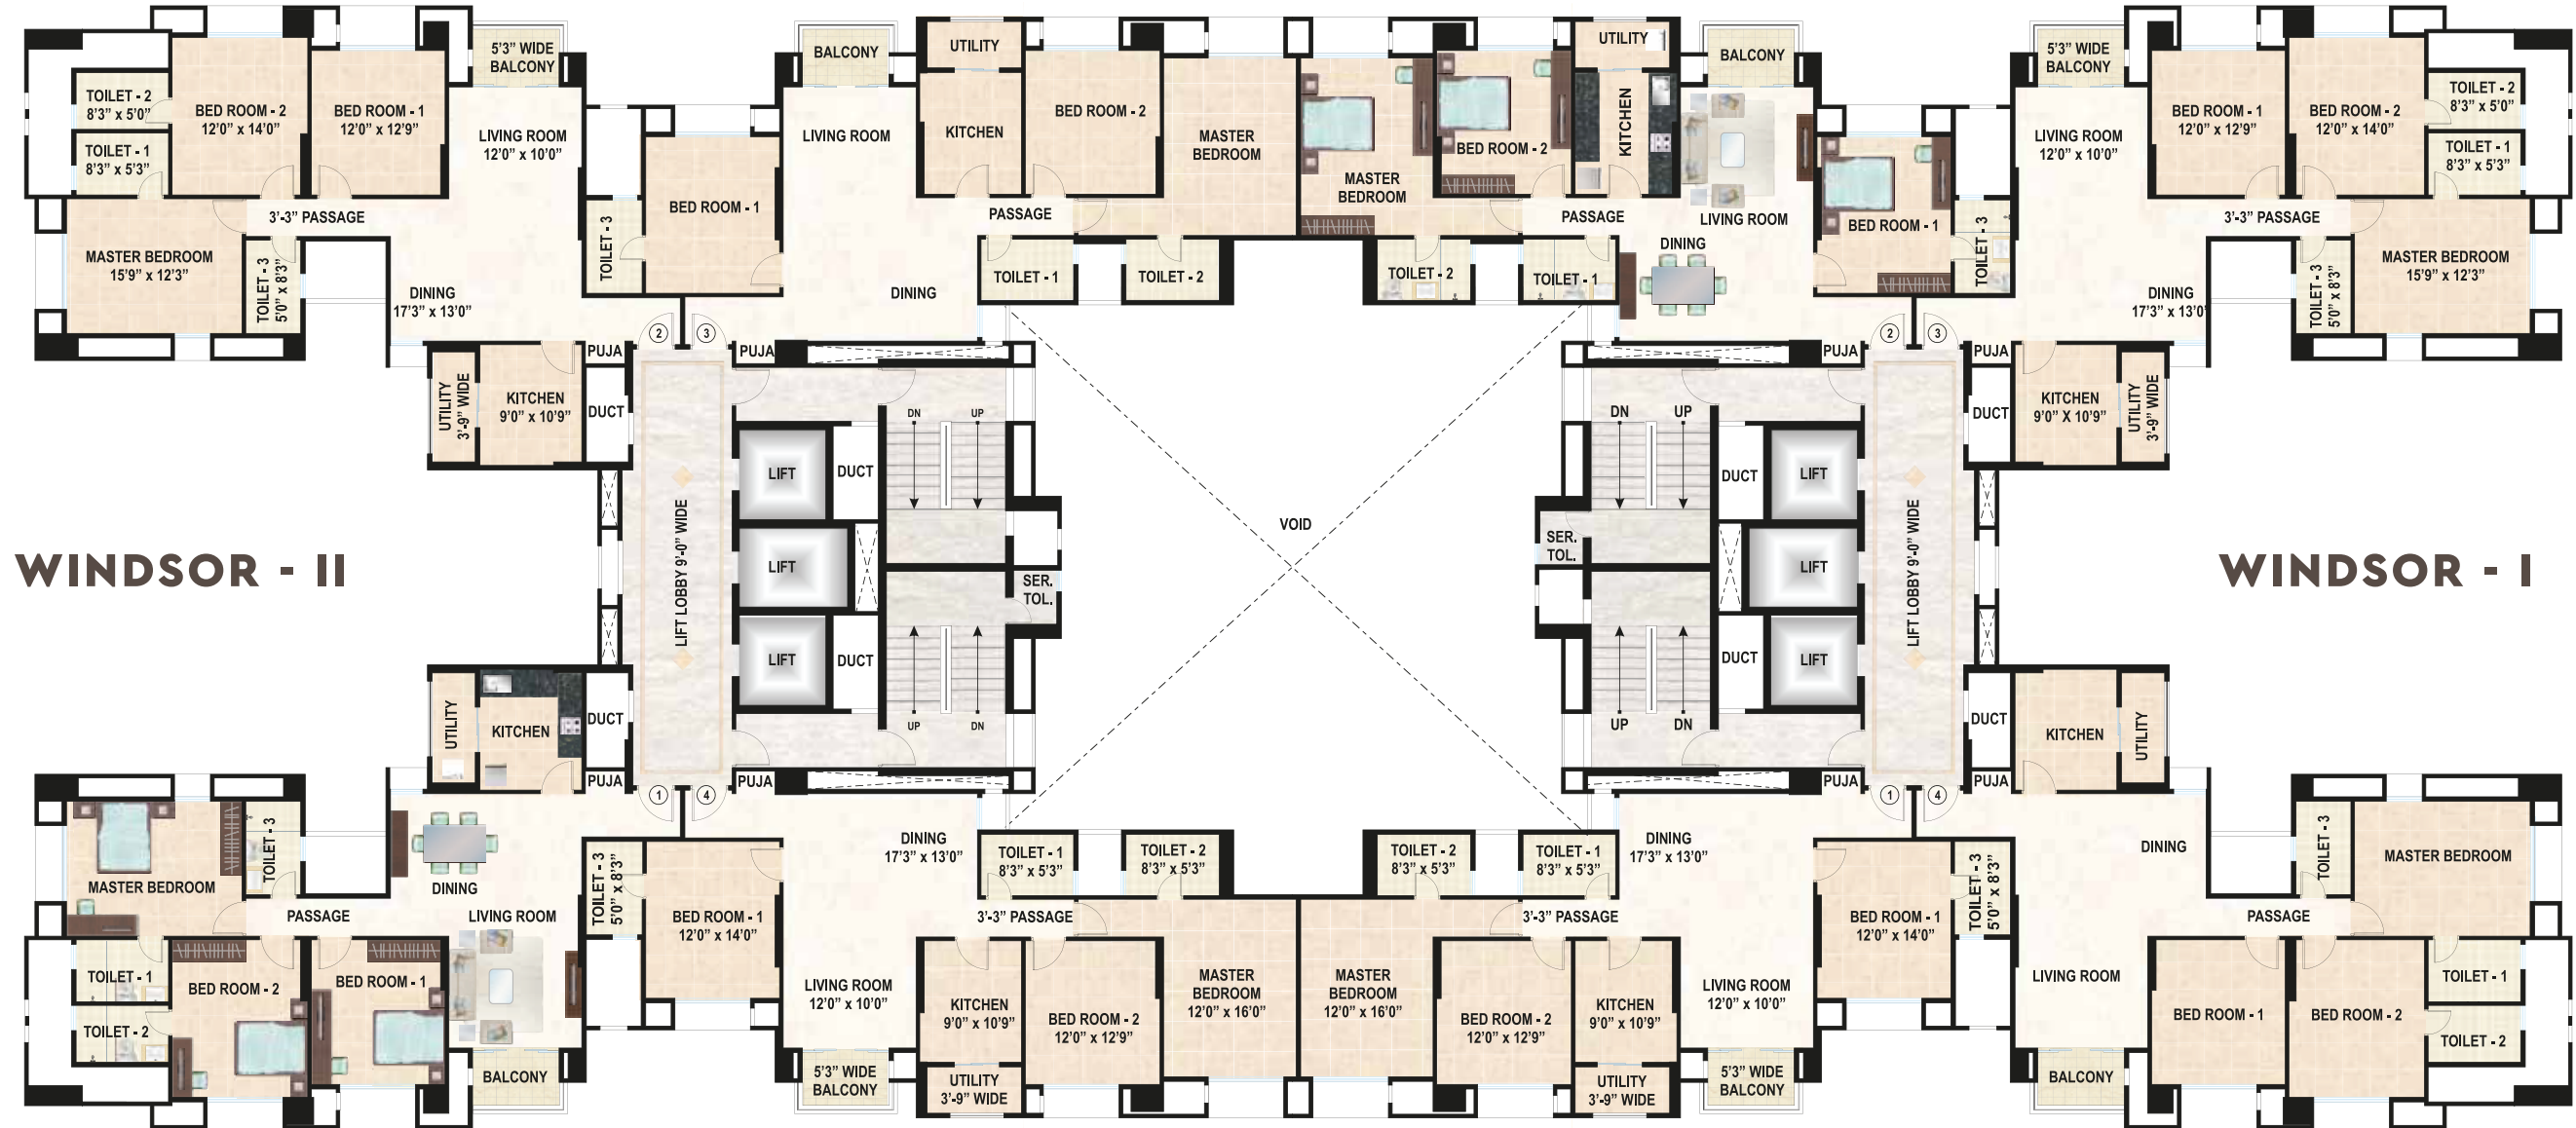 5'3" WIDE
BALCONY
TOILET - 2
8'3" x 5'0"
TOILET - 1
8'3" x 5'3"
BED ROOM - 2
12'0" x 14'0"
BED ROOM - 1
12'0" x 12'9"
LIVING ROOM
12'0" x 10'0"
3'-3" PASSAGE
MASTER BEDROOM
15'9" x 12'3"
TOILET - 3
5'0" x 8'3"
DINING
17'3" x 13'0"
UTILITY
3'-9" WIDE
KITCHEN
9'0" x 10'9"
PUJA
DUCT
2
BALCONY
LIVING ROOM
UTILITY
KITCHEN
BED ROOM - 2
MASTER
BEDROOM
TOILET - 3
BED ROOM - 1
PASSAGE
TOILET - 1
TOILET - 2
DINING
3
PUJA
MASTER
BEDROOM
BED ROOM - 2
UTILITY
KITCHEN
BALCONY
LIVING ROOM
PASSAGE
BED ROOM - 1
TOILET - 3
TOILET - 2
TOILET - 1
DINING
2
PUJA
5'3" WIDE
BALCONY
LIVING ROOM
12'0" x 10'0"
BED ROOM - 1
12'0" x 12'9"
BED ROOM - 2
12'0" x 14'0"
TOILET - 2
8'3" x 5'0"
TOILET - 1
8'3" x 5'3"
3'-3" PASSAGE
MASTER BEDROOM
15'9" x 12'3"
TOILET - 3
5'0" x 8'3"
DINING
17'3" x 13'0"
3
PUJA
DUCT
KITCHEN
9'0" X 10'9"
UTILITY
3'-9" WIDE
WINDSOR - II
LIFT LOBBY 9'-0" WIDE
LIFT
DUCT
LIFT
LIFT
DUCT
DN
UP
UP
DN
SER.
TOL.
VOID
SER.
TOL.
DN
UP
UP
DN
DUCT
LIFT
LIFT
DUCT
LIFT
LIFT LOBBY 9'-0" WIDE
WINDSOR - I
UTILITY
KITCHEN
DUCT
PUJA
1
MASTER BEDROOM
TOILET - 3
DINING
PASSAGE
LIVING ROOM
TOILET - 1
TOILET - 2
BED ROOM - 2
BED ROOM - 1
BALCONY
PUJA
4
DINING
17'3" x 13'0"
TOILET - 1
8'3" x 5'3"
TOILET - 2
8'3" x 5'3"
TOILET - 3
5'0" x 8'3"
BED ROOM - 1
12'0" x 14'0"
3'-3" PASSAGE
LIVING ROOM
12'0" x 10'0"
KITCHEN
9'0" x 10'9"
BED ROOM - 2
12'0" x 12'9"
MASTER
BEDROOM
12'0" x 16'0"
5'3" WIDE
BALCONY
UTILITY
3'-9" WIDE
PUJA
1
TOILET - 2
8'3" x 5'3"
TOILET - 1
8'3" x 5'3"
DINING
17'3" x 13'0"
3'-3" PASSAGE
BED ROOM - 1
12'0" x 14'0"
TOILET - 3
5'0" x 8'3"
MASTER
BEDROOM
12'0" x 16'0"
BED ROOM - 2
12'0" x 12'9"
KITCHEN
9'0" x 10'9"
LIVING ROOM
12'0" x 10'0"
UTILITY
3'-9" WIDE
5'3" WIDE
BALCONY
DUCT
KITCHEN
UTILITY
PUJA
4
DINING
TOILET - 3
MASTER BEDROOM
PASSAGE
LIVING ROOM
BED ROOM - 1
BED ROOM - 2
TOILET - 1
TOILET - 2
BALCONY